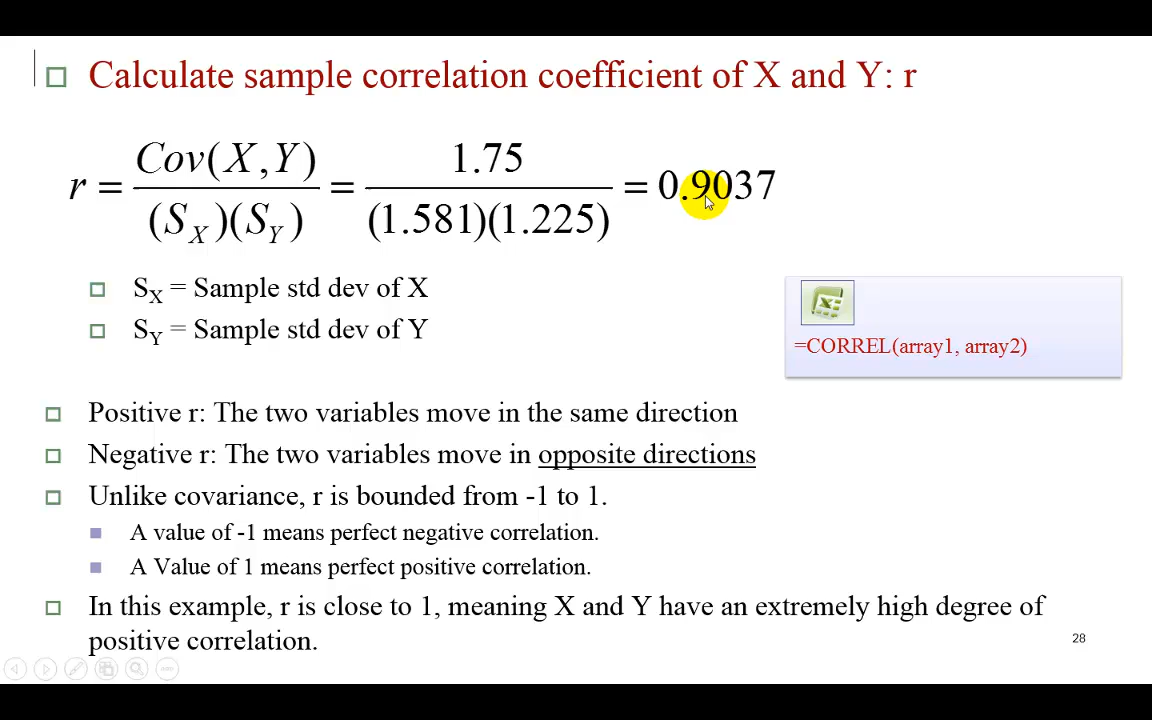 Calculate sample correlation coefficient of X and Y: r
r = Cov(X,Y) / (S_X)(S_Y) = 1.75 / (1.581)(1.225) = 0.9037
S_X = Sample std dev of X
S_Y = Sample std dev of Y
=CORREL(array1, array2)
Positive r: The two variables move in the same direction
Negative r: The two variables move in opposite directions
Unlike covariance, r is bounded from -1 to 1.
A value of -1 means perfect negative correlation.
A Value of 1 means perfect positive correlation.
In this example, r is close to 1, meaning X and Y have an extremely high degree of
positive correlation.
28